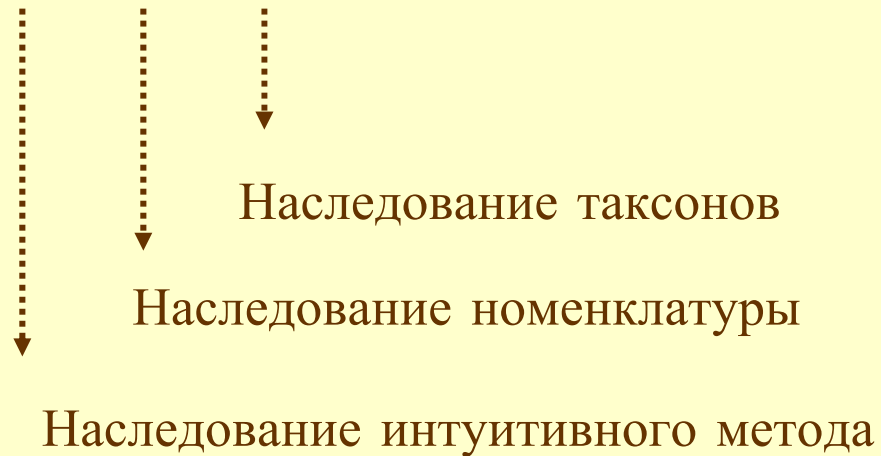 Наследование таксонов
Наследование номенклатуры
Наследование интуитивного метода